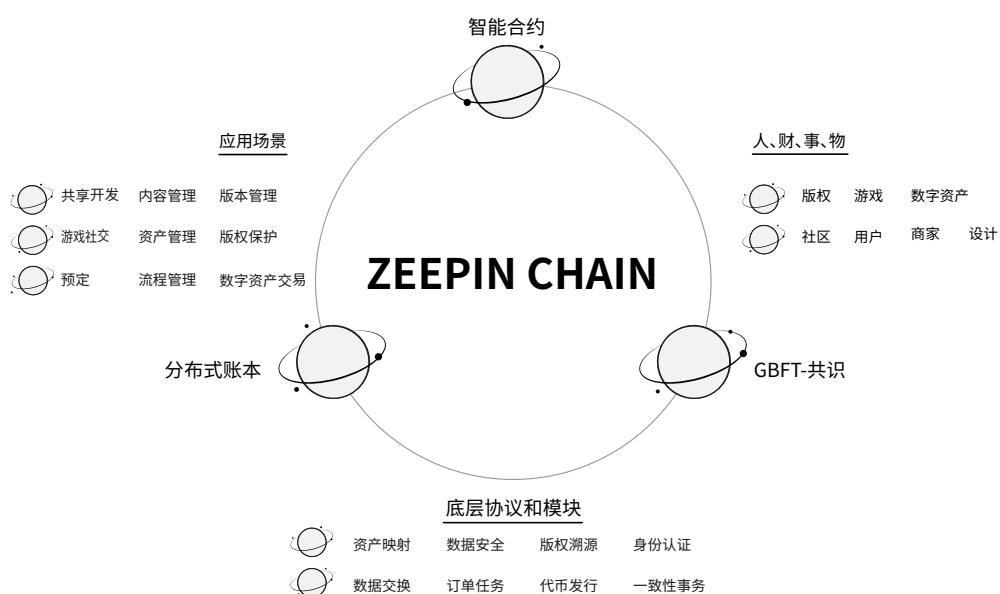 智能合约
应用场景
共享开发 内容管理 版本管理
游戏社交 资产管理 版权保护
预定 流程管理 数字资产交易
人、财、事、物
版权 游戏 数字资产
社区 用户 商家 设计
ZEEPIN CHAIN
分布式账本
GBFT-共识
底层协议和模块
资产映射 数据安全 版权溯源 身份认证
数据交换 订单任务 代币发行 一致性事务